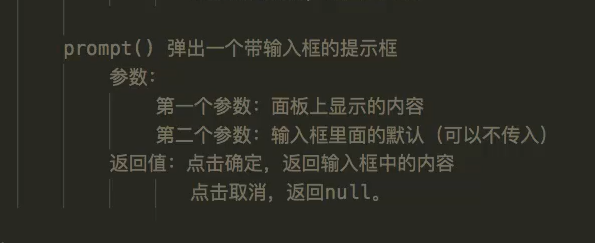 prompt() 弹出一个带输入框的提示框
参数：
第一个参数：面板上显示的内容
第二个参数：输入框里面的默认（可以不传入）
返回值：点击确定，返回输入框中的内容
点击取消，返回null。